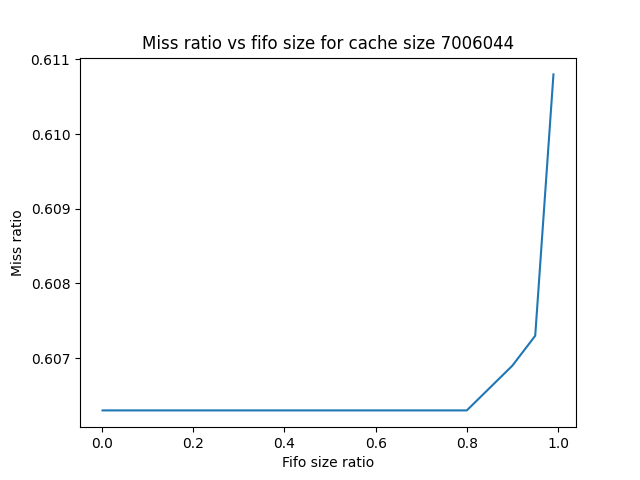 Miss ratio vs fifo size for cache size 7006044
0.611
0.610
0.609
0.608
0.607
Miss ratio
0.0 0.2 0.4 0.6 0.8 1.0
Fifo size ratio